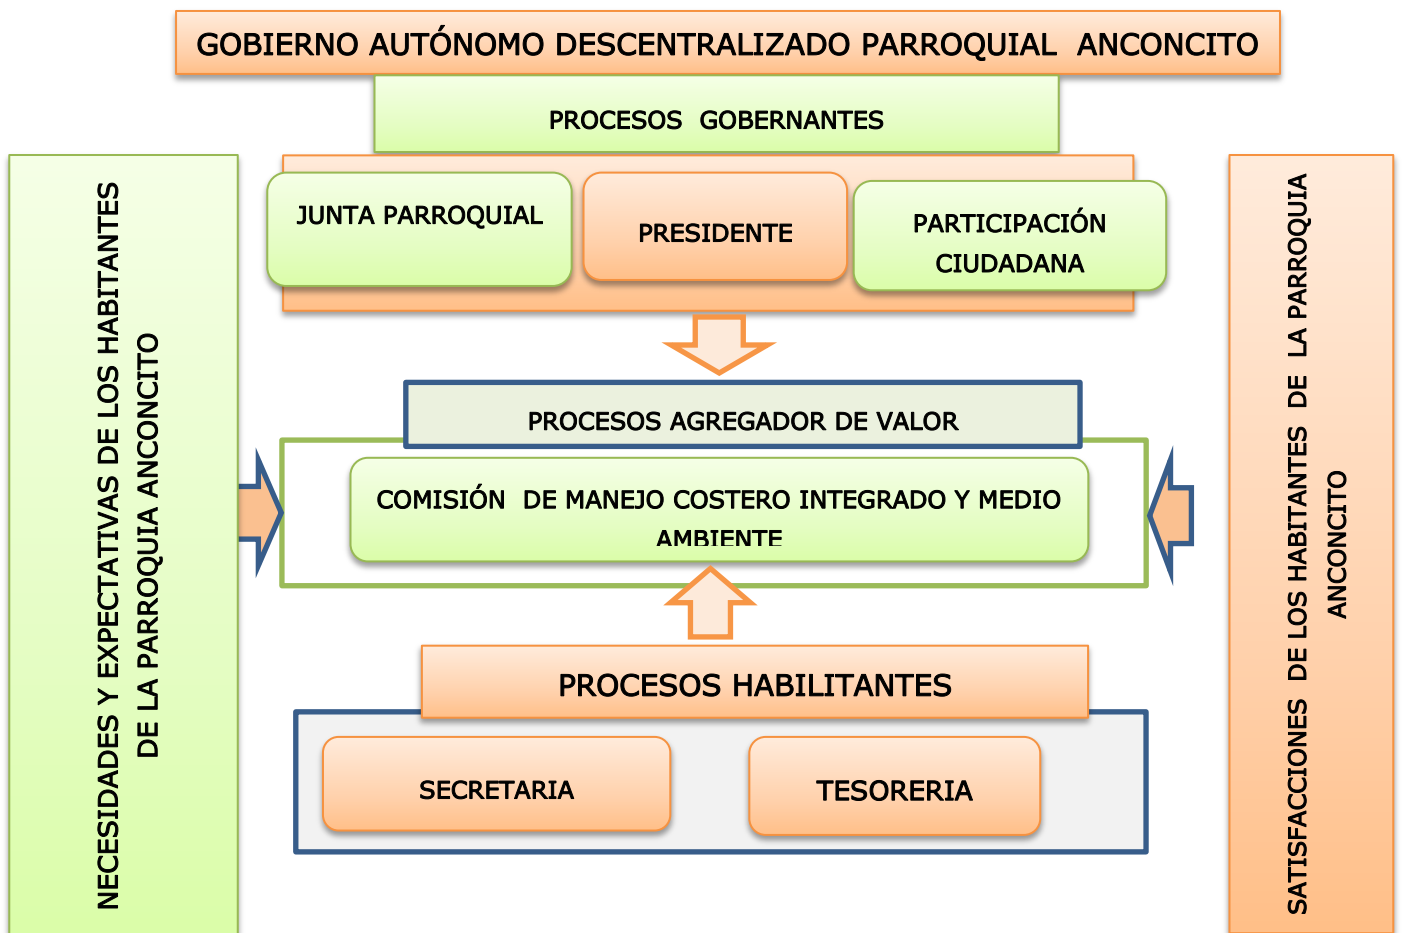 GOBIERNO AUTÓNOMO DESCENTRALIZADO PARROQUIAL ANCONCITO
PROCESOS GOBERNANTES
JUNTA PARROQUIAL
PRESIDENTE
PARTICIPACIÓN
CIUDADANA
NECESIDADES Y EXPECTATIVAS DE LOS HABITANTES
DE LA PARROQUIA ANCONCITO
PROCESOS AGREGADOR DE VALOR
COMISIÓN DE MANEJO COSTERO INTEGRADO Y MEDIO
AMBIENTE
PROCESOS HABILITANTES
SECRETARIA
TESORERIA
SATISFACCIONES DE LOS HABITANTES DE LA PARROQUIA
ANCONCITO